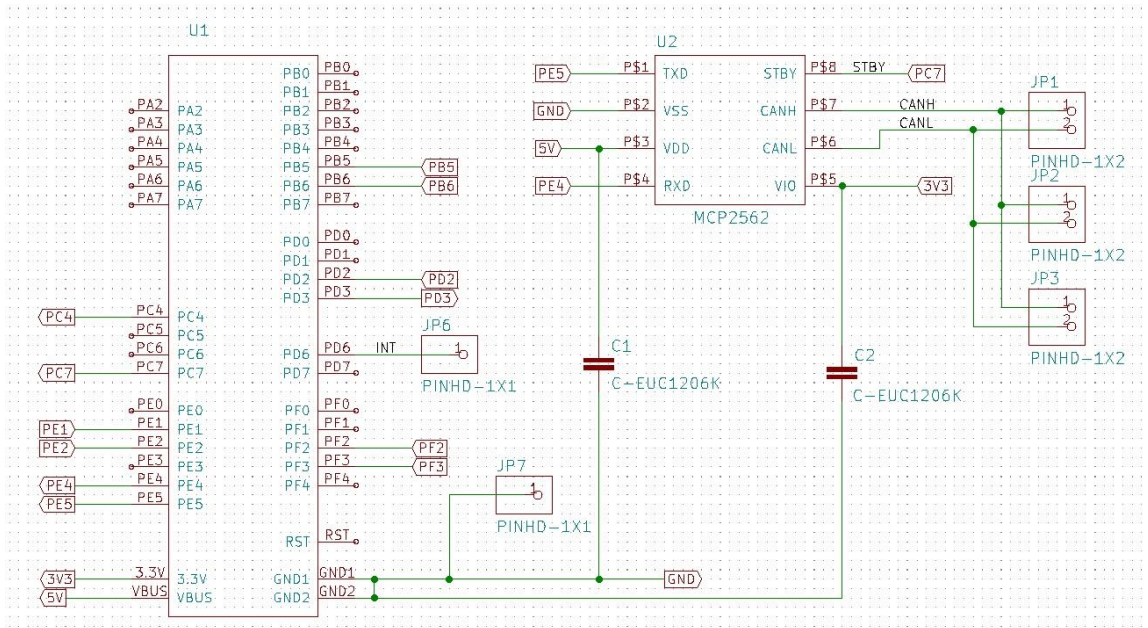 U1
PA2 PA2
PA3 PA3
PA4 PA4
PA5 PA5
PA6 PA6
PA7 PA7
PC4 PC4 PC4
PC5 PC5
PC6 PC6
PC7 PC7 PC7
PE0 PE0
PE1 PE1 PE1
PE2 PE2 PE2
PE3 PE3
PE4 PE4 PE4
PE5 PE5 PE5
3V3 3.3V 3.3V
5V VBUS VBUS
PB0 PB0
PB1 PB1
PB2 PB2
PB3 PB3
PB4 PB4
PB5 PB5 PB5
PB6 PB6 PB6
PB7 PB7
PD0 PD0
PD1 PD1
PD2 PD2 PD2
PD3 PD3 PD3
PD6 PD6 INT
PD7 PD7
PF0 PF0
PF1 PF1
PF2 PF2 PF2
PF3 PF3 PF3
PF4 PF4
RST RST
GND1 GND1 GND
GND2 GND2
JP6
1
PINHD-1X1
JP7
1
PINHD-1X1
U2
PE5 P$1 TXD STBY P$8 STBY PC7
GND P$2 VSS CANH P$7 CANH
5V P$3 VDD CANL P$6 CANL
PE4 P$4 RXD VIO P$5 3V3
MCP2562
C1
C-EUC1206K
C2
C-EUC1206K
JP1
1
2
PINHD-1X2
JP2
1
2
PINHD-1X2
JP3
1
2
PINHD-1X2